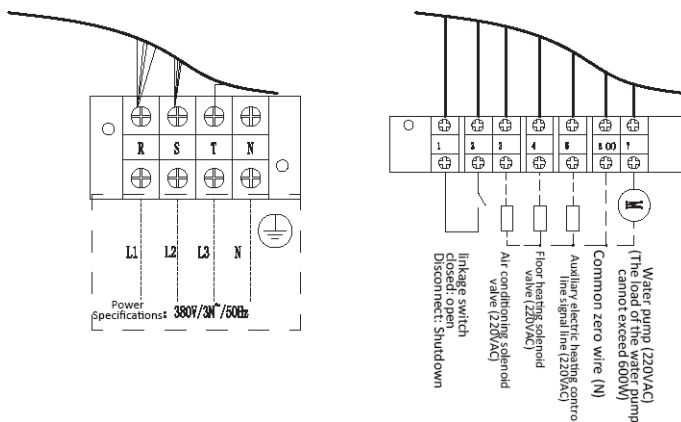 R S T N
L1 L2 L3 N
Power
Specifications: 380V/3N~/50Hz
1 2 3 4 5 6 (N) 7
M
linkage switch
closed: open
Disconnect: Shutdown
Air conditioning solenoid
valve (220VAC)
Floor heating solenoid
valve (220VAC)
Auxiliary electric heating contro
line signal line (220VAC)
Common zero wire (N)
Water pump (220VAC)
(The load of the water pump
cannot exceed 600W)